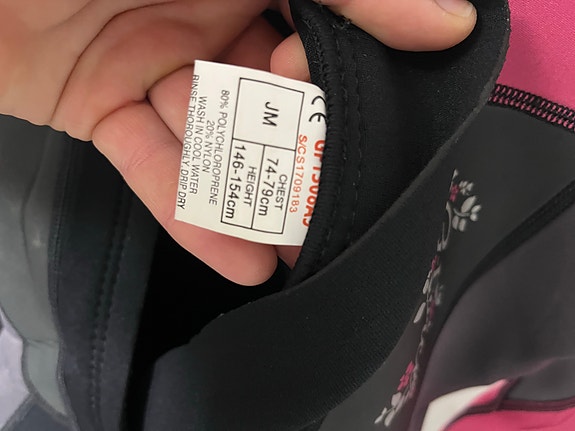 S/CS1709183
JM
CHEST
74-79cm
HEIGHT
146-154cm
80% POLYCHLOROPRENE
20% NYLON
WASH IN COOL WATER
RINSE THOROUGHLY, DRIP DRY